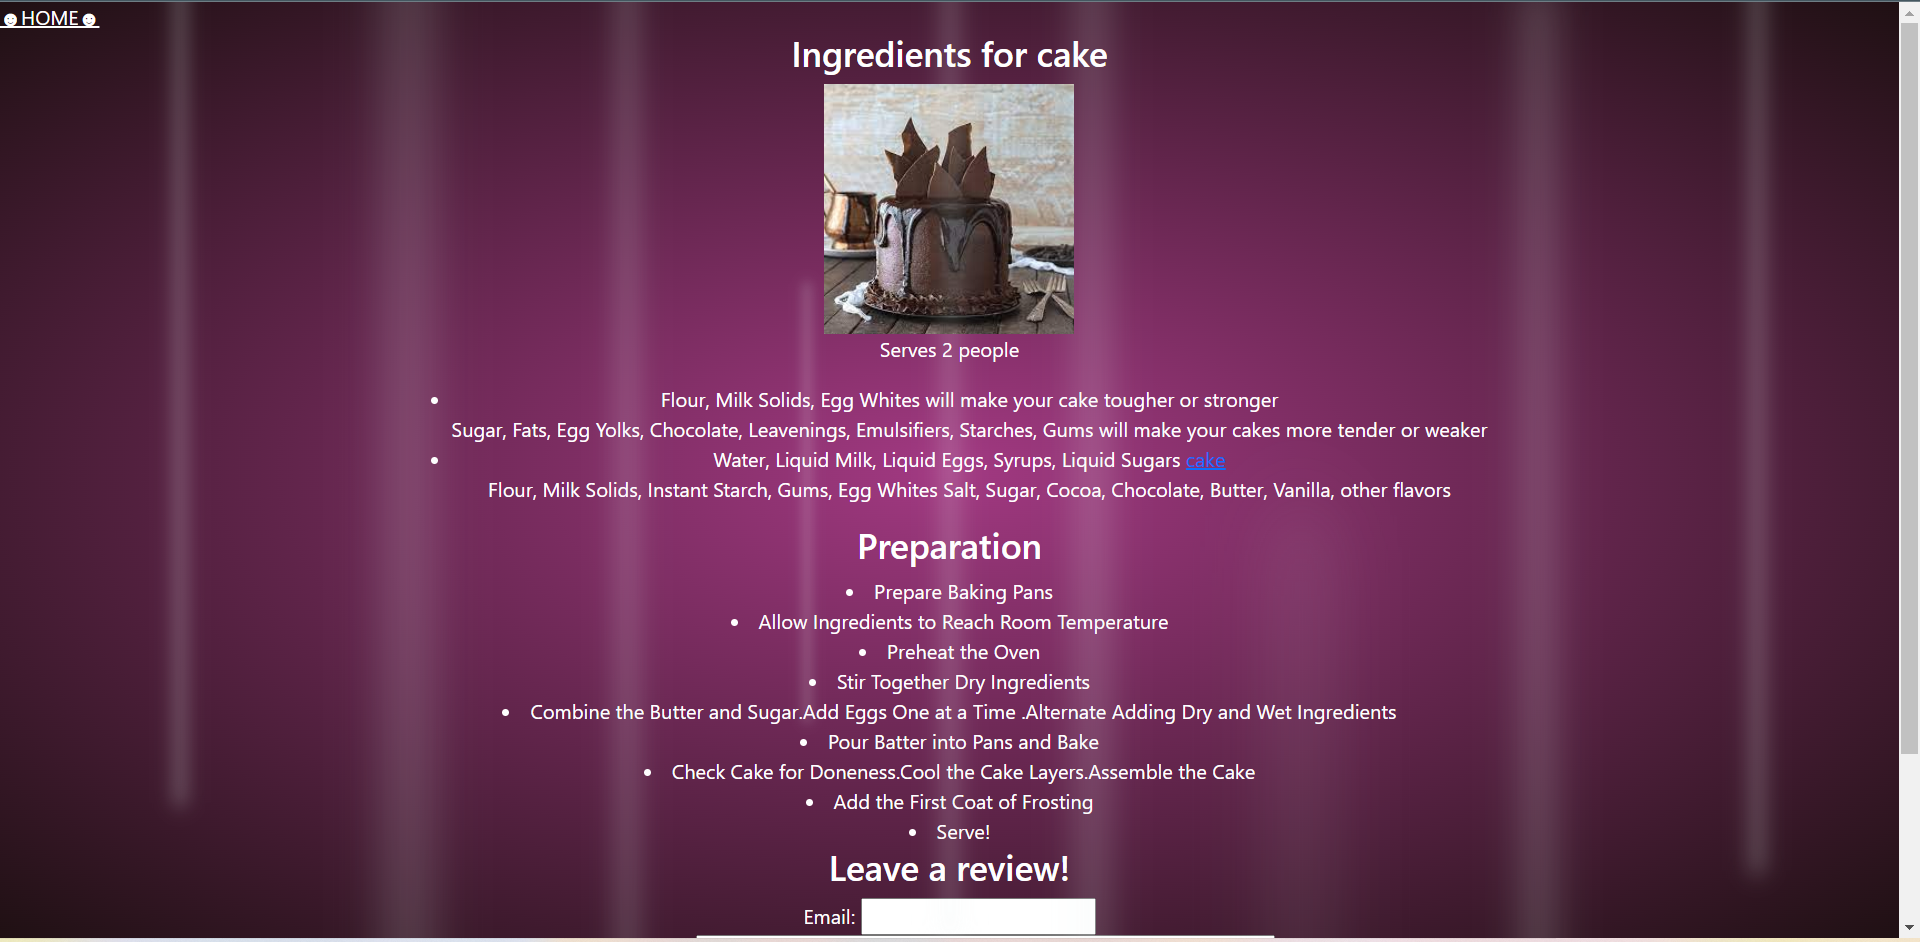 ☻HOME☻
Ingredients for cake
Serves 2 people
• Flour, Milk Solids, Egg Whites will make your cake tougher or stronger
Sugar, Fats, Egg Yolks, Chocolate, Leavenings, Emulsifiers, Starches, Gums will make your cakes more tender or weaker
• Water, Liquid Milk, Liquid Eggs, Syrups, Liquid Sugars cake
Flour, Milk Solids, Instant Starch, Gums, Egg Whites Salt, Sugar, Cocoa, Chocolate, Butter, Vanilla, other flavors
Preparation
• Prepare Baking Pans
• Allow Ingredients to Reach Room Temperature
• Preheat the Oven
• Stir Together Dry Ingredients
• Combine the Butter and Sugar.Add Eggs One at a Time .Alternate Adding Dry and Wet Ingredients
• Pour Batter into Pans and Bake
• Check Cake for Doneness.Cool the Cake Layers.Assemble the Cake
• Add the First Coat of Frosting
• Serve!
Leave a review!
Email: